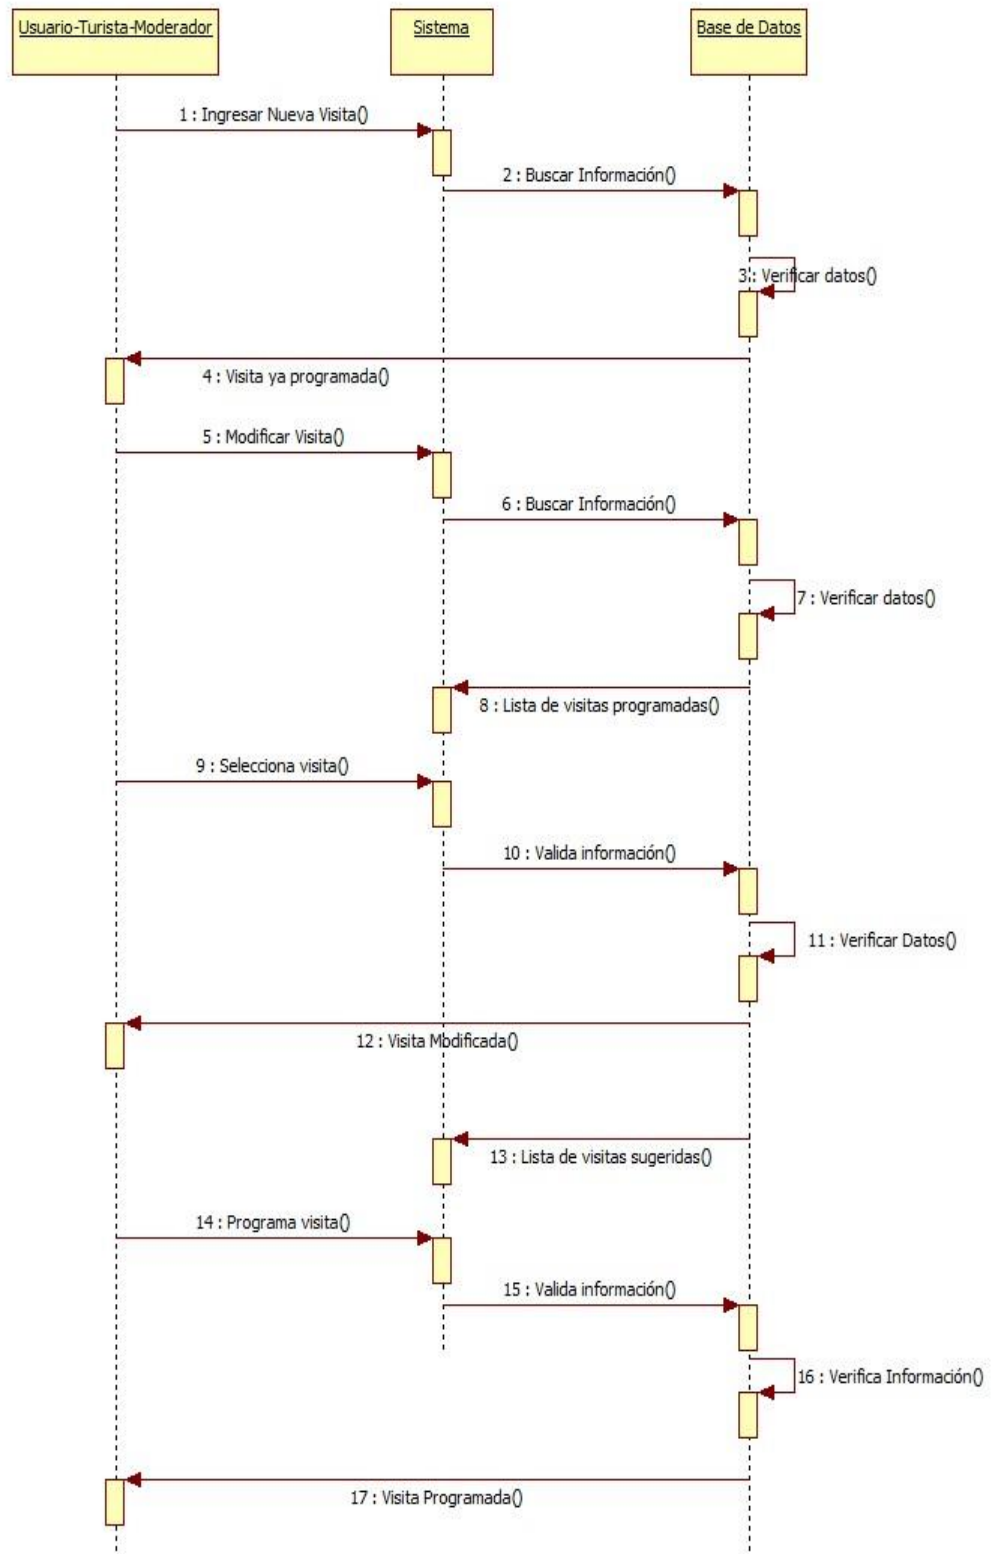 Usuario-Turista-Moderador
Sistema
Base de Datos
1 : Ingresar Nueva Visita()
2 : Buscar Información()
3 : Verificar datos()
4 : Visita ya programada()
5 : Modificar Visita()
6 : Buscar Información()
7 : Verificar datos()
8 : Lista de visitas programadas()
9 : Selecciona visita()
10 : Valida información()
11 : Verificar Datos()
12 : Visita Modificada()
13 : Lista de visitas sugeridas()
14 : Programa visita()
15 : Valida información()
16 : Verifica Información()
17 : Visita Programada()